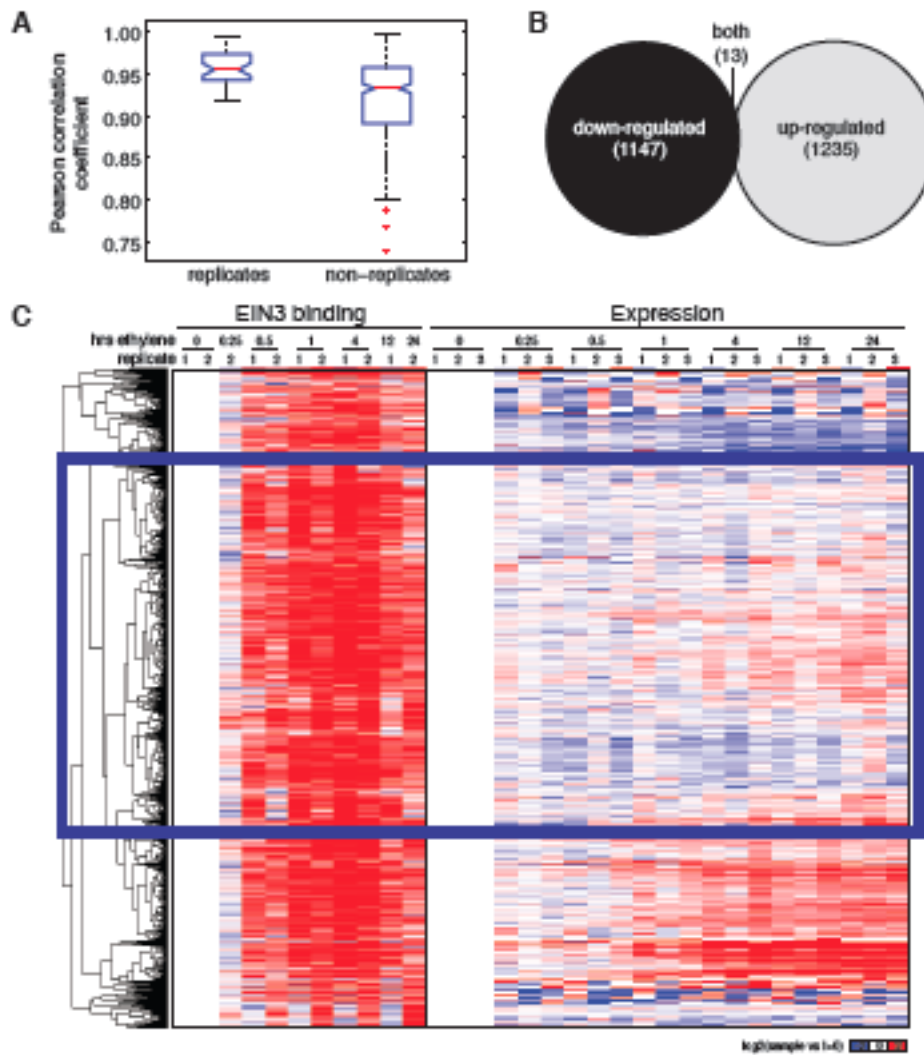 A
1.00
0.95
0.90
0.85
0.80
0.75
Pearson correlation
coefficient
replicates
non-replicates
B
both
(13)
down-regulated
(1147)
up-regulated
(1235)
C
EIN3 binding
Expression
hrs ethylene 0 0.25 0.5 1 4 12 24 0 0.25 0.5 1 4 12 24
replicate 1 2 2 1 2 1 2 1 2 1 2 1 2 3 1 2 3 1 2 3 1 2 3 1 2 3 1 2 3 1 2 3
log2(sample vs t=0)